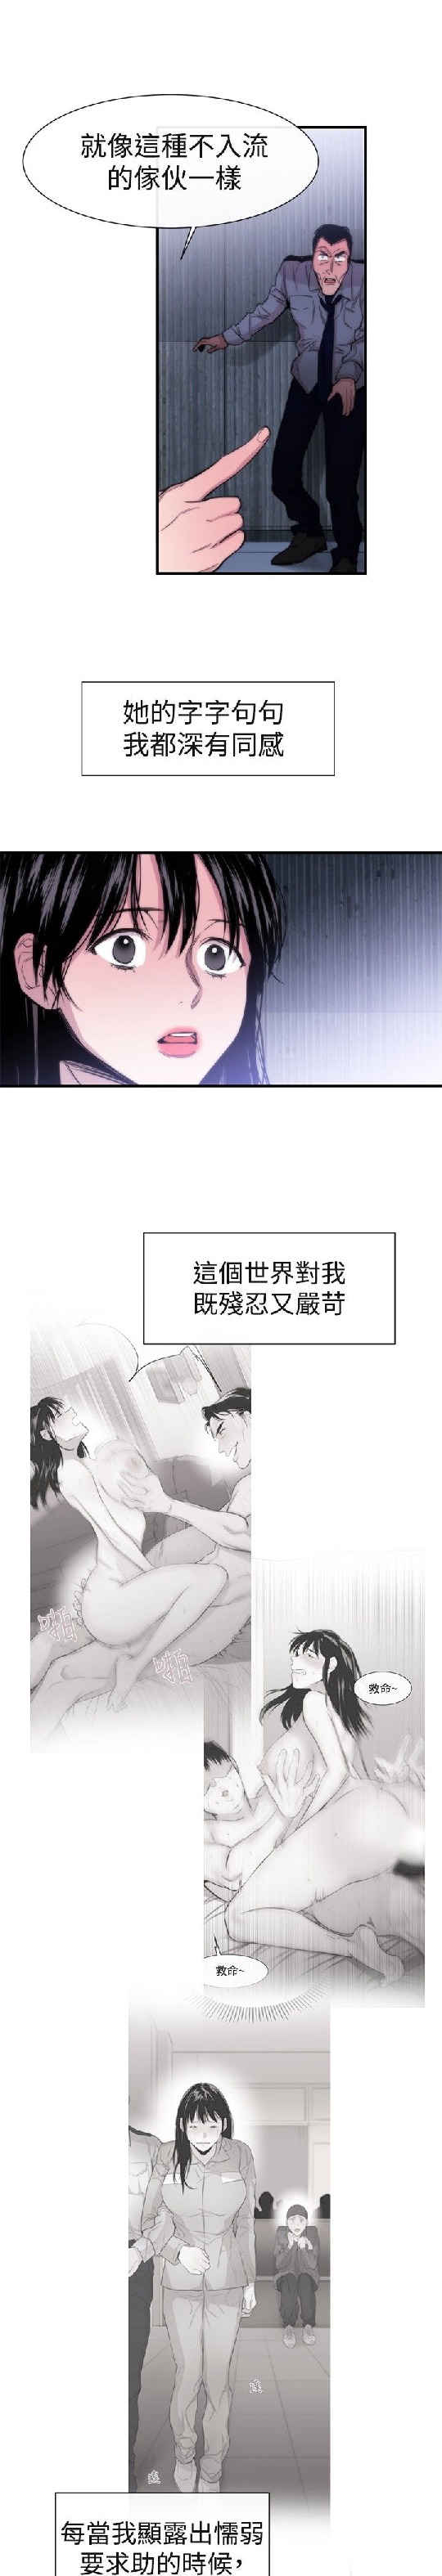 就像這種不入流
的傢伙一樣
她的字字句句
我都深有同感
這個世界對我
既殘忍又嚴苛
啪
啪
救命~
救命~
每當我顯露出懦弱
要求助的時候，